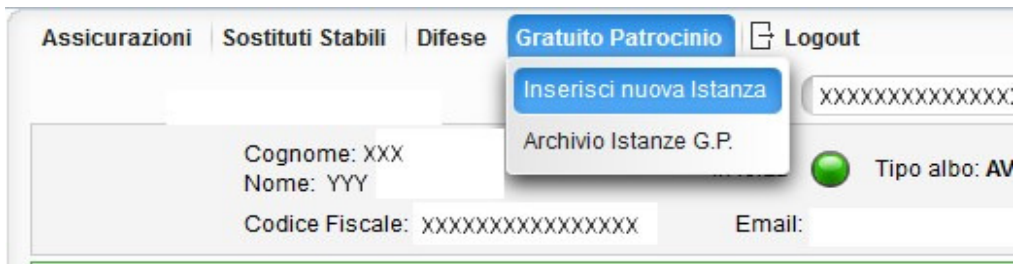 Assicurazioni Sostituti Stabili Difese Gratuito Patrocinio Logout
Inserisci nuova Istanza XXXXXXXXXXXXXX
Archivio Istanze G.P.
Cognome: XXX
Nome: YYY
Tipo albo: AV
Codice Fiscale: XXXXXXXXXXXXXXXX Email: